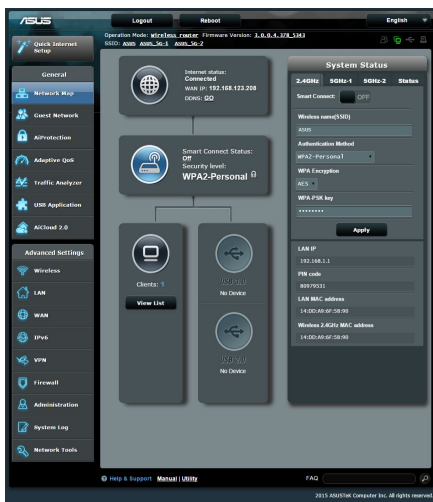 ASUS
Logout
Reboot
English
Quick Internet
Setup
Operation Mode: Wireless router Firmware Version: 3.0.0.4.378_5343
SSID: ASUS ASUS_5G-1 ASUS_5G-2
General
Network Map
Guest Network
AiProtection
Adaptive QoS
Traffic Analyzer
USB Application
AiCloud 2.0
Advanced Settings
Wireless
LAN
WAN
IPv6
VPN
Firewall
Administration
System Log
Network Tools
Internet status:
Connected
WAN IP: 192.168.123.208
DDNS: GO
Smart Connect Status:
Off
Security level:
WPA2-Personal
Clients: 1
View List
USB 3.0
No Device
No Device
System Status
2.4GHz 5GHz-1 5GHz-2 Status
Smart Connect: OFF
Wireless name(SSID)
ASUS
Authentication Method
WPA2-Personal
WPA Encryption
AES
WPA-PSK key
••••••••
Apply
LAN IP
192.168.1.1
PIN code
80979531
LAN MAC address
14:DD:A9:6F:58:90
Wireless 2.4GHz MAC address
14:DD:A9:6F:58:90
Help & Support Manual | Utility
FAQ
2015 ASUSTeK Computer Inc. All rights reserved.